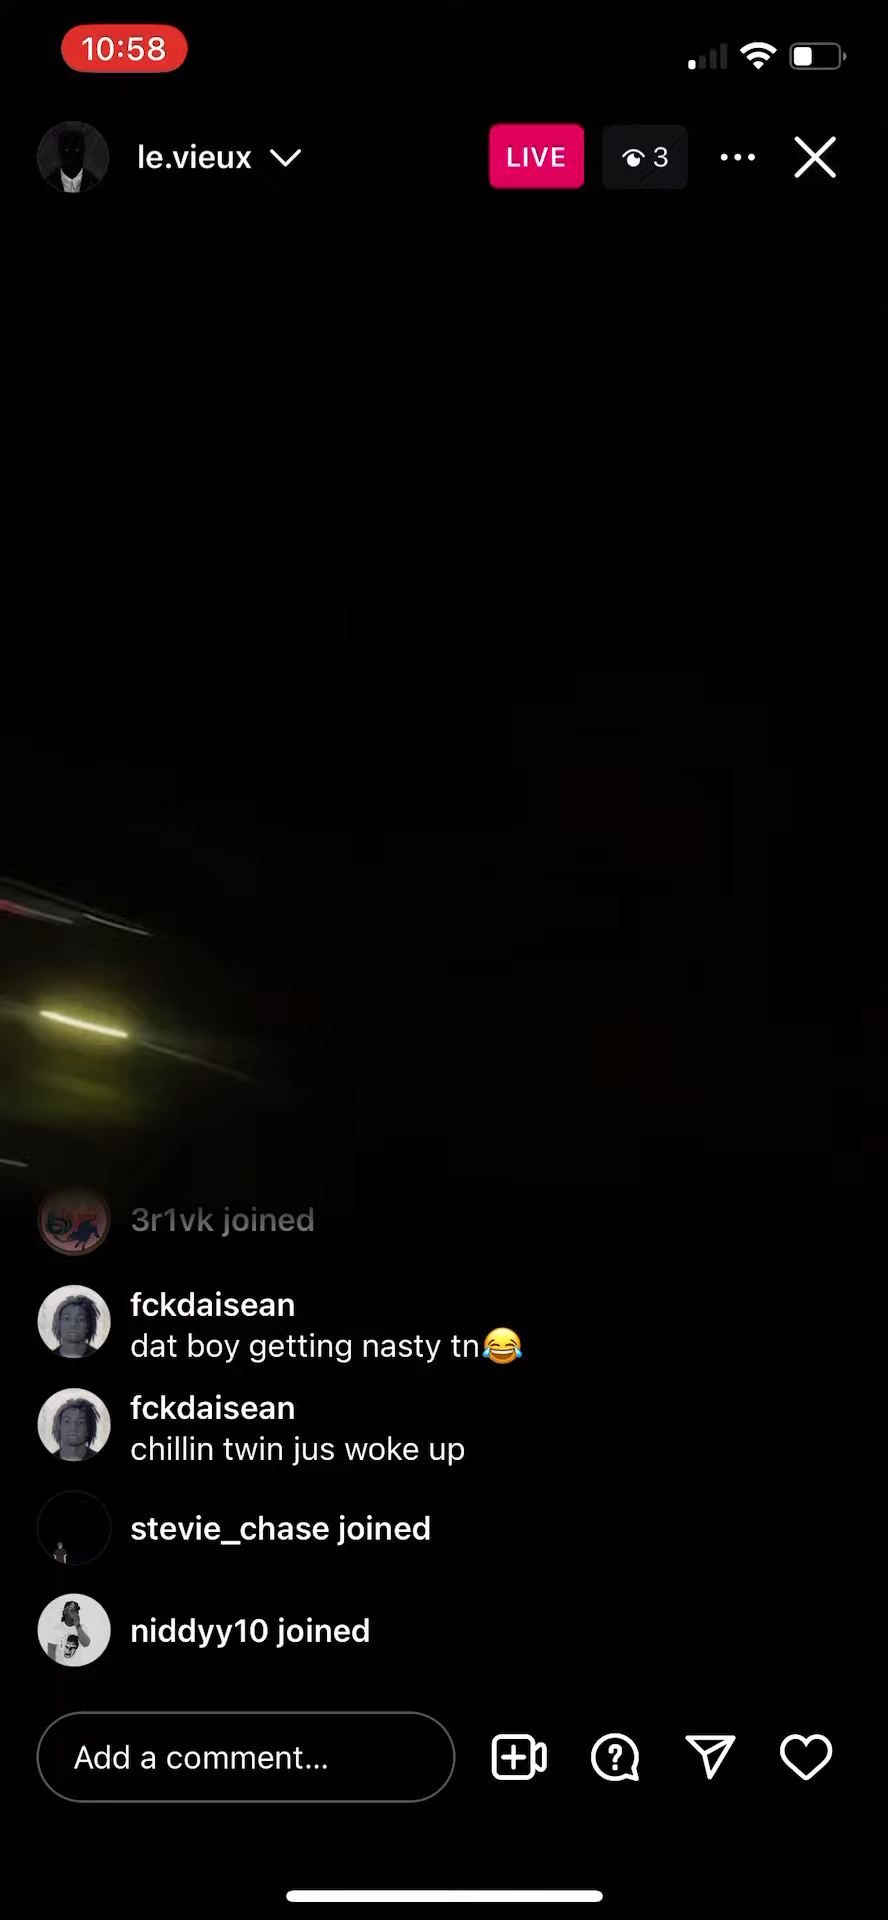 10:58
le.vieux
LIVE
3
3r1vk joined
fckdaisean
dat boy getting nasty tn😂
fckdaisean
chillin twin jus woke up
stevie_chase joined
niddyy10 joined
Add a comment...